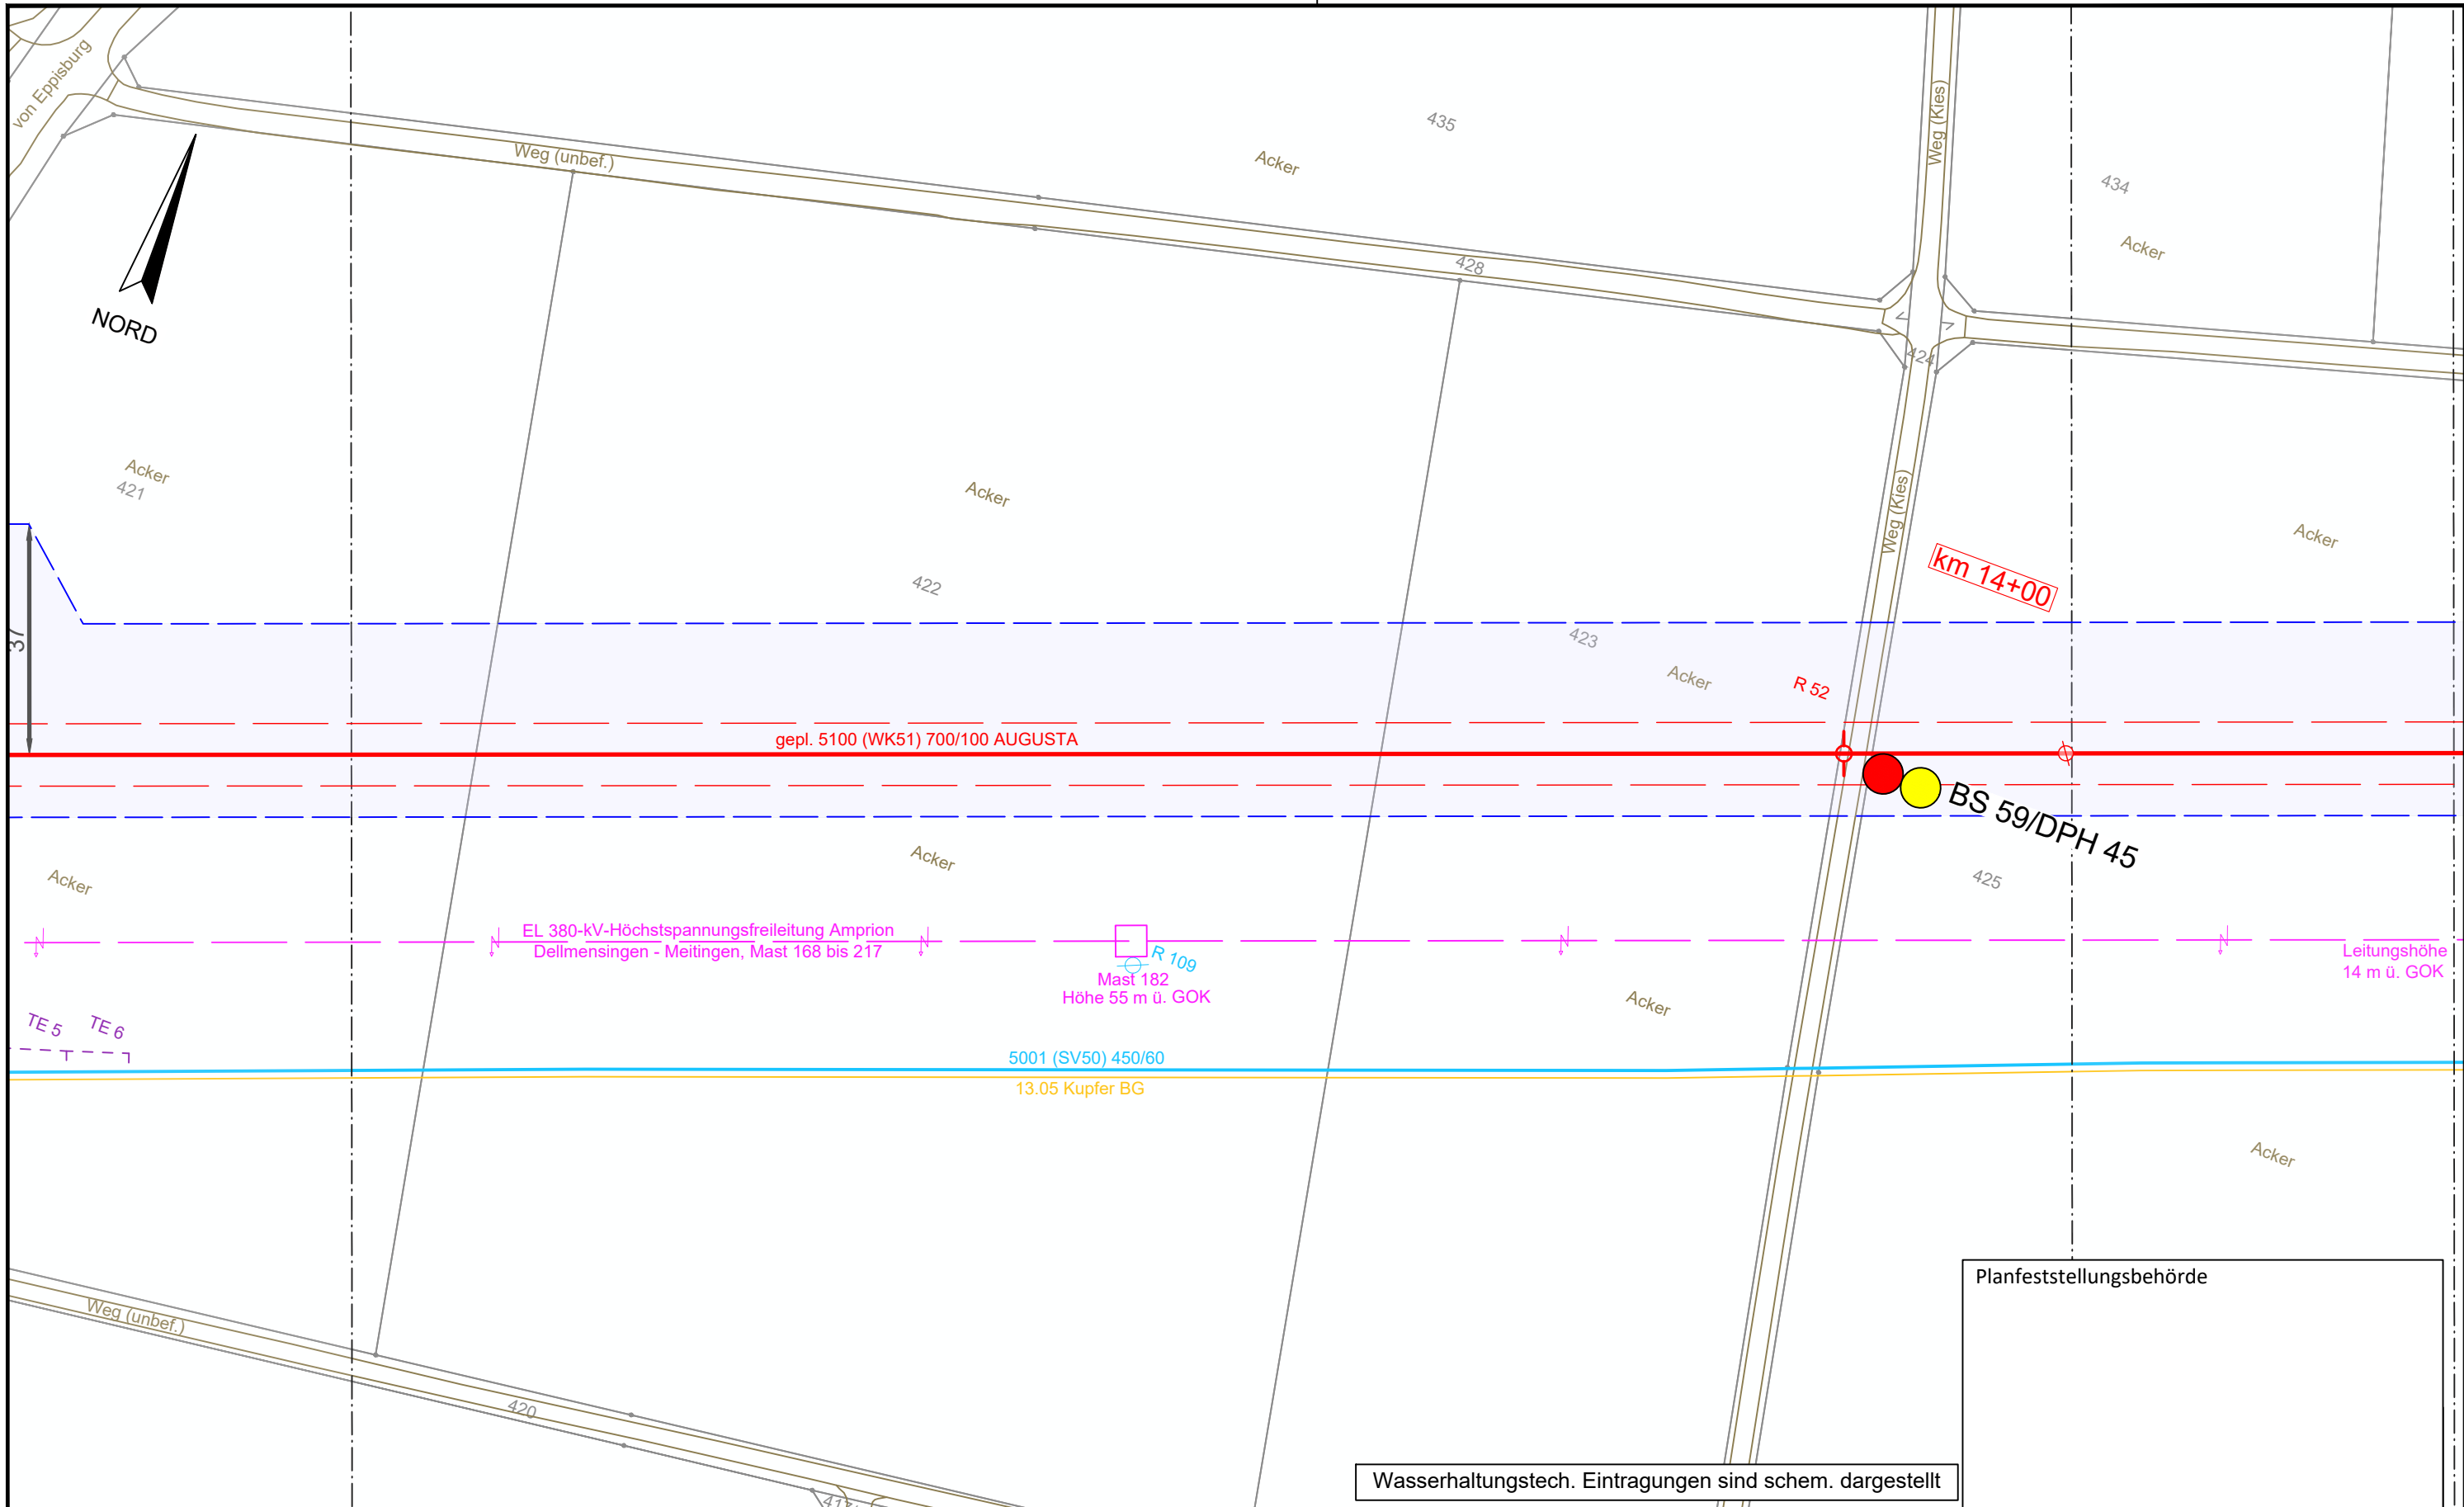 von Eppisburg
Weg (unbef.)
435
Acker
Weg (Kies)
434
Acker
NORD
428
424
Acker
421
Acker
Weg (Kies)
Acker
km 14+00
422
423
37
Acker
R 52
gepl. 5100 (WK51) 700/100 AUGUSTA
BS 59/DPH 45
Acker
Acker
425
EL 380-kV-Höchstspannungsfreileitung Amprion
Dellmensingen - Meitingen, Mast 168 bis 217
R 109
Mast 182
Höhe 55 m ü. GOK
Leitungshöhe
14 m ü. GOK
Acker
TE 5
TE 6
5001 (SV50) 450/60
13.05 Kupfer BG
Acker
Planfeststellungsbehörde
Weg (unbef.)
420
Wasserhaltungstech. Eintragungen sind schem. dargestellt